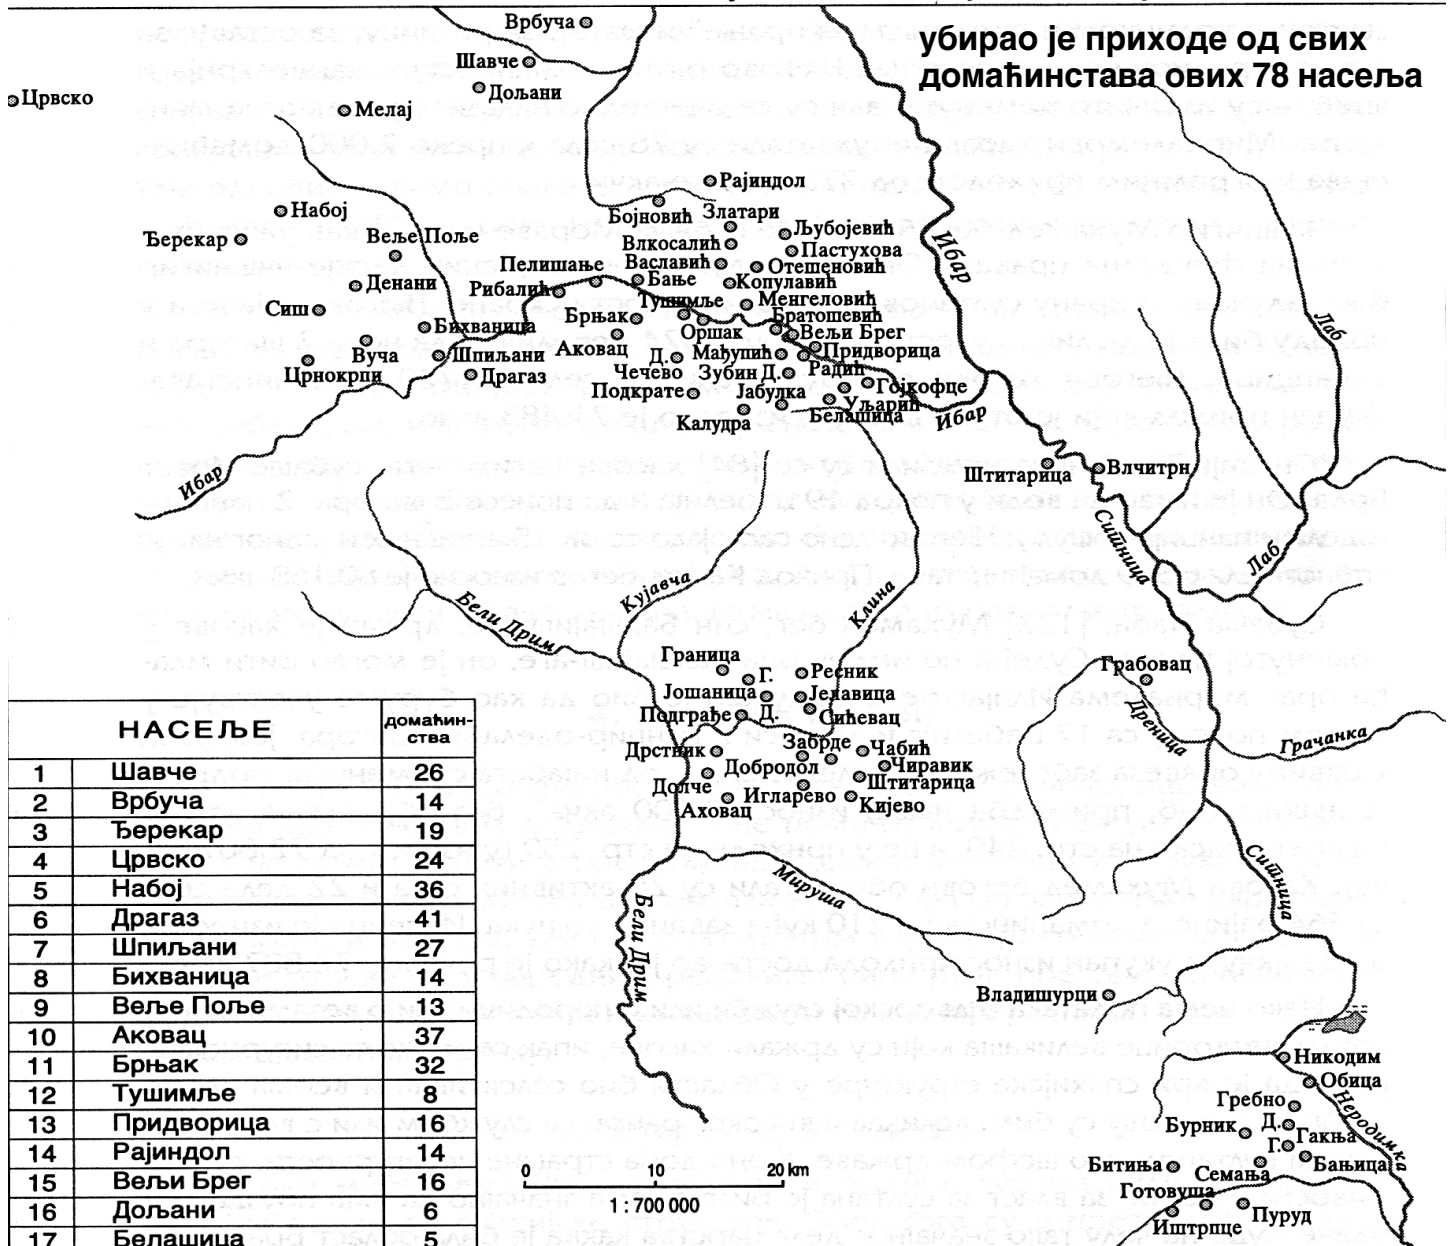 убирао је приходе од свих
домаћинстава ових 78 насеља
Врбуча
Шавче
Дољани
Црвско
Мелај
Рајиндол
Набој
Бојновић
Златари
Ђерекар
Веље Поље
Љубојевић
Влкосалић
Пастухова
Пелишање
Ваславић
Отешеновић
Денани
Рибалић
Бање
Копулавић
Сиш
Тушимље
Менгеловић
Брњак
Братошевић
Бихваница
Оршак
Вељи Брег
Вуча
Шпиљани
Аковац
Д.
Мађупић
Придворица
Црнокрпи
Драгаз
Чечево
Зубин Д.
Радић
Гојкофце
Подкрате
Јабулка
Уљарић
Калудра
Белашица
Ибар
Ибар
Ибар
Лаб
Штитарица
Влчитрн
Ситница
Лаб
Бели Дрим
Кујавча
Клина
Граница
Г.
Ресник
Грабовац
Јошаница
Јелавица
Подграђе
Д.
Сићевац
Дреница
Грачанка
Дрстник
Забрде
Чабић
Добродол
Чиравик
Долче
Штитарица
Игларево
Кијево
Аховац
Мируша
Бели Дрим
Ситница
Владишурци
Никодим
Обица
Неродимка
Гребно
Д.
Бурник
Гакња
Г.
Битиња
Семања
Бањица
Готовуша
Иштрпце
Пуруд
НАСЕЉЕ домаћин-
ства
1 Шавче 26
2 Врбуча 14
3 Ђерекар 19
4 Црвско 24
5 Набој 36
6 Драгаз 41
7 Шпиљани 27
8 Бихваница 14
9 Веље Поље 13
10 Аковац 37
11 Брњак 32
12 Тушимље 8
13 Придворица 16
14 Рајиндол 14
15 Вељи Брег 16
16 Дољани 6
17 Белашица 5
0 10 20 km
1:700 000